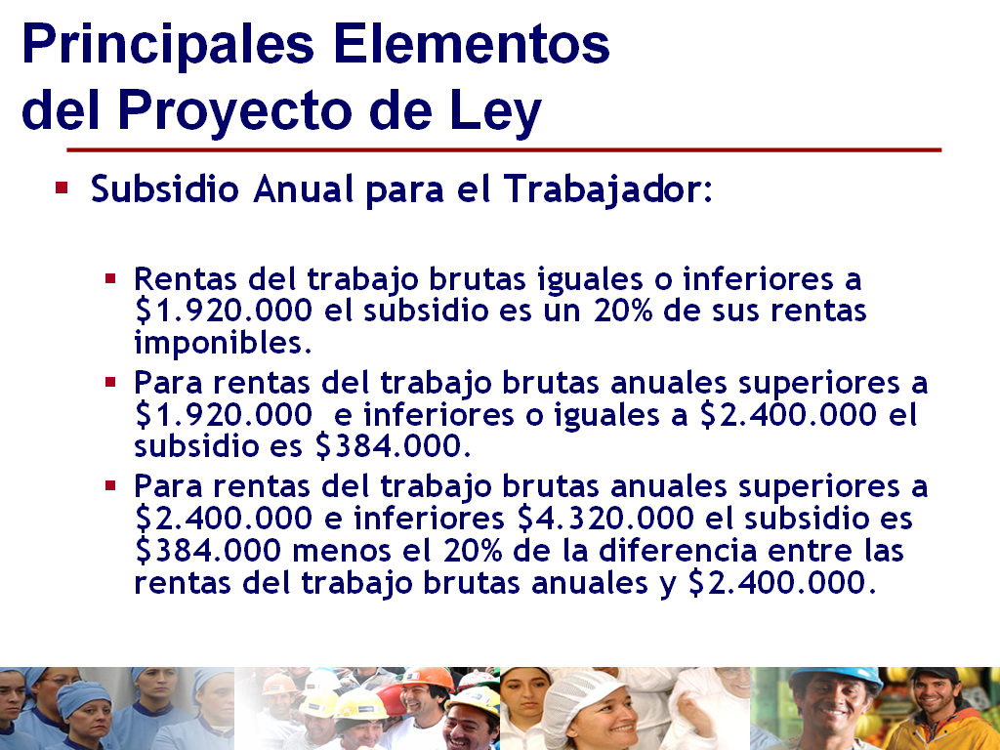 Principales Elementos
del Proyecto de Ley
▪ Subsidio Anual para el Trabajador:
▪ Rentas del trabajo brutas iguales o inferiores a
$1.920.000 el subsidio es un 20% de sus rentas
imponibles.
▪ Para rentas del trabajo brutas anuales superiores a
$1.920.000  e inferiores o iguales a $2.400.000 el
subsidio es $384.000.
▪ Para rentas del trabajo brutas anuales superiores a
$2.400.000 e inferiores $4.320.000 el subsidio es
$384.000 menos el 20% de la diferencia entre las
rentas del trabajo brutas anuales y $2.400.000.